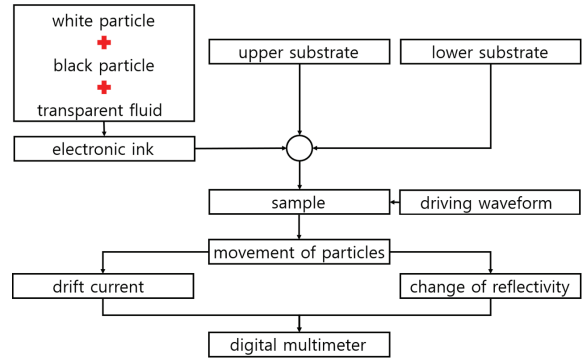 white particle
black particle
transparent fluid
upper substrate
lower substrate
electronic ink
sample
driving waveform
movement of particles
drift current
change of reflectivity
digital multimeter